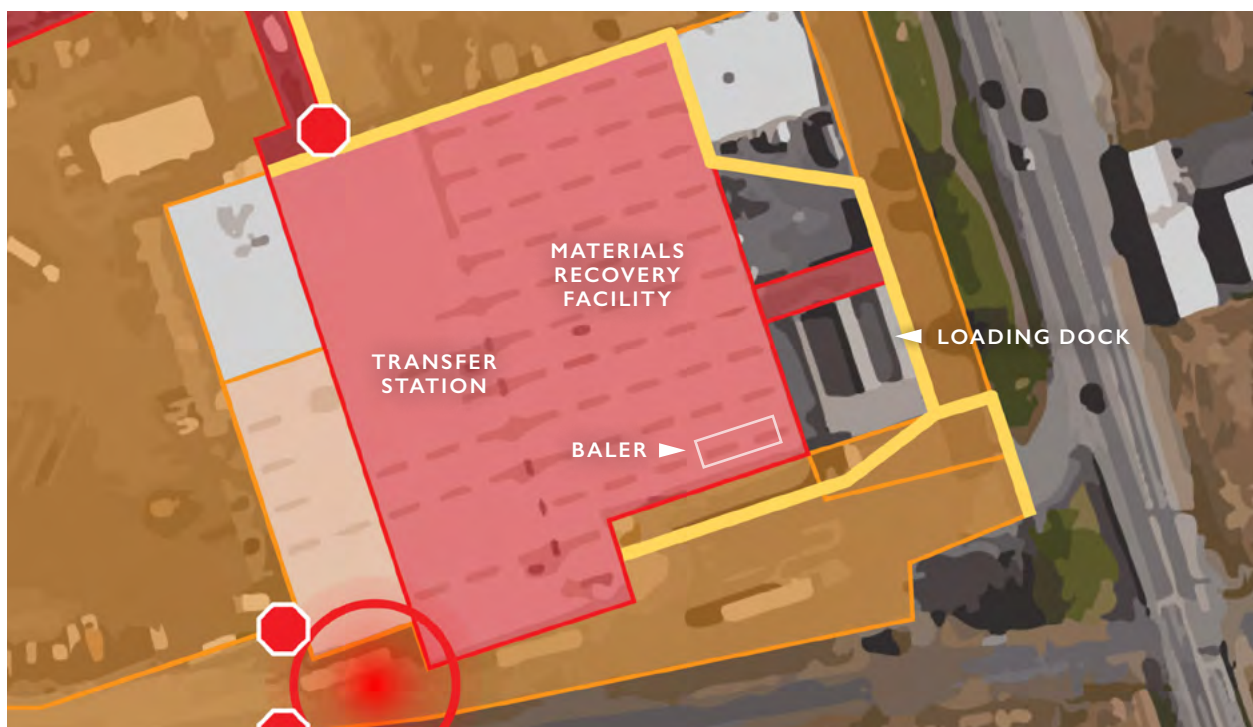 MATERIALS
RECOVERY
FACILITY
LOADING DOCK
TRANSFER
STATION
BALER